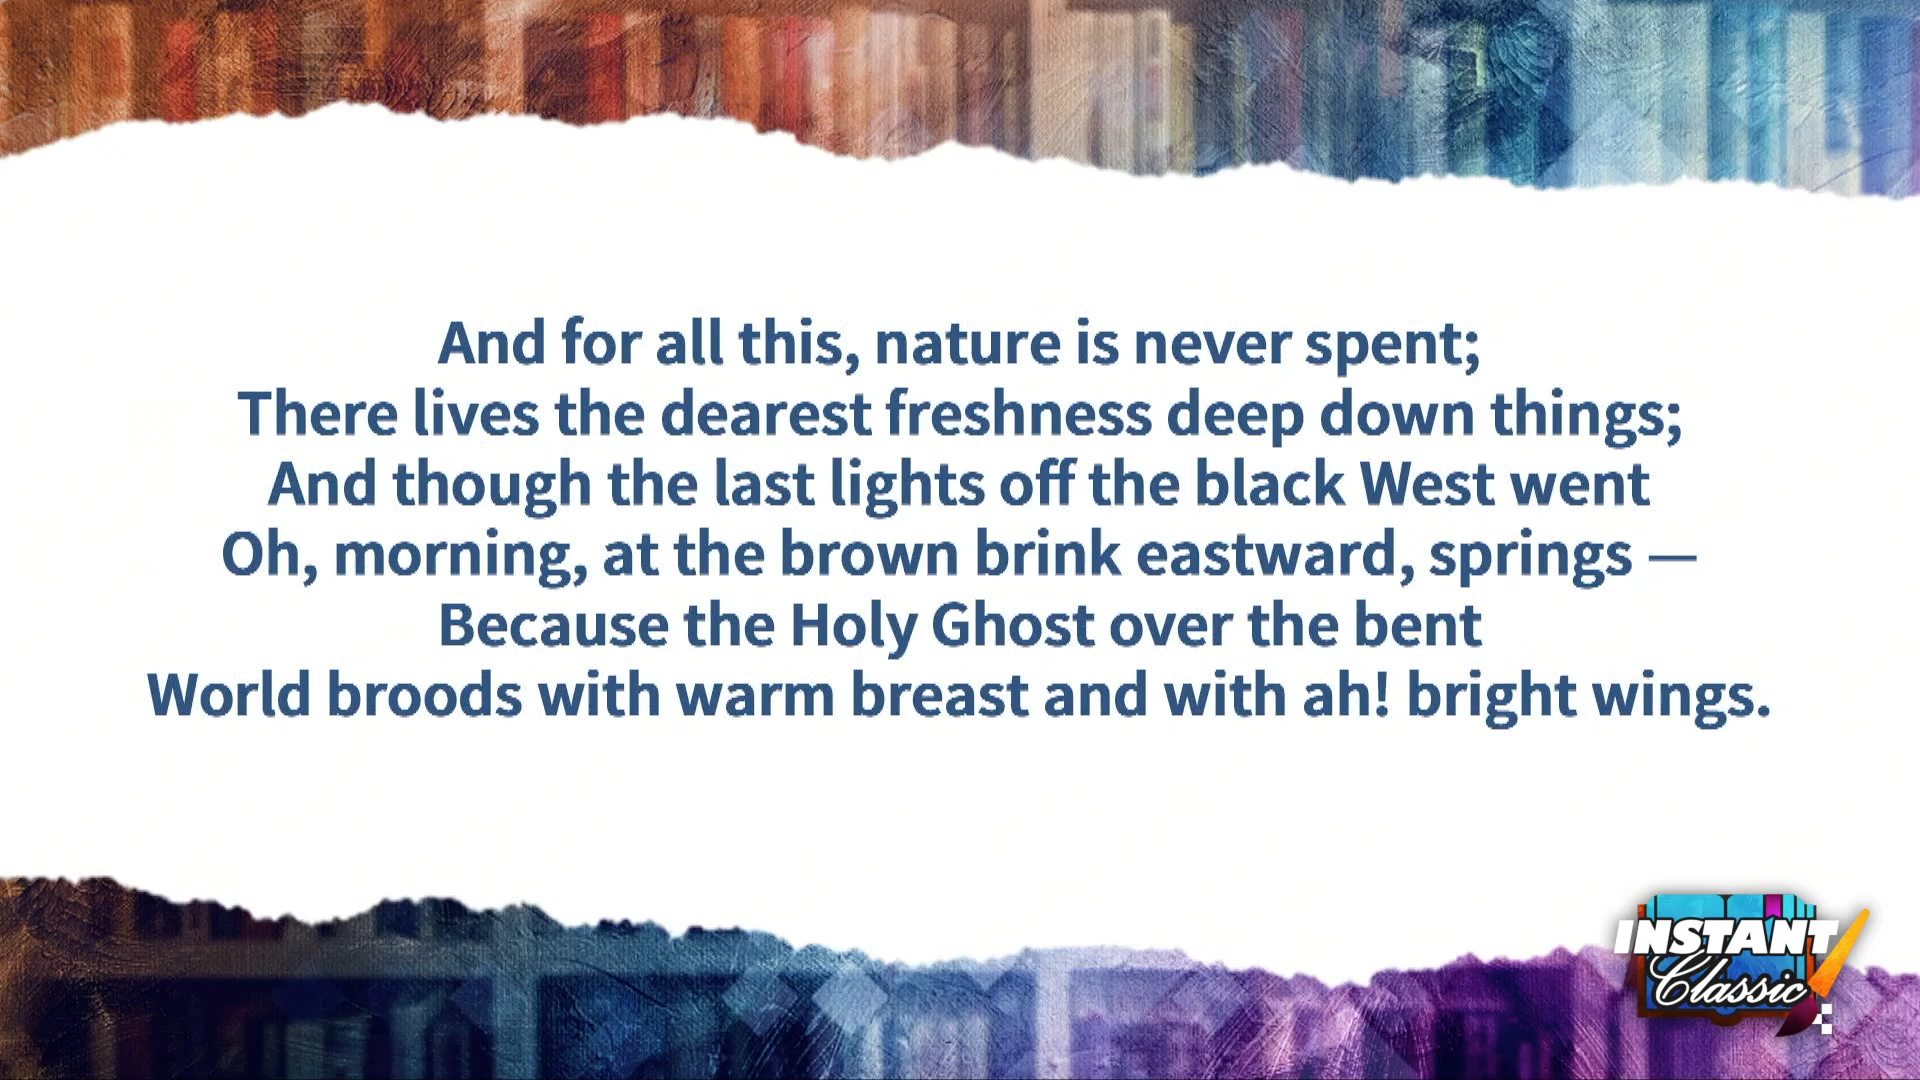 And for all this, nature is never spent;
There lives the dearest freshness deep down things;
And though the last lights off the black West went
Oh, morning, at the brown brink eastward, springs —
Because the Holy Ghost over the bent
World broods with warm breast and with ah! bright wings.
INSTANT
Classic